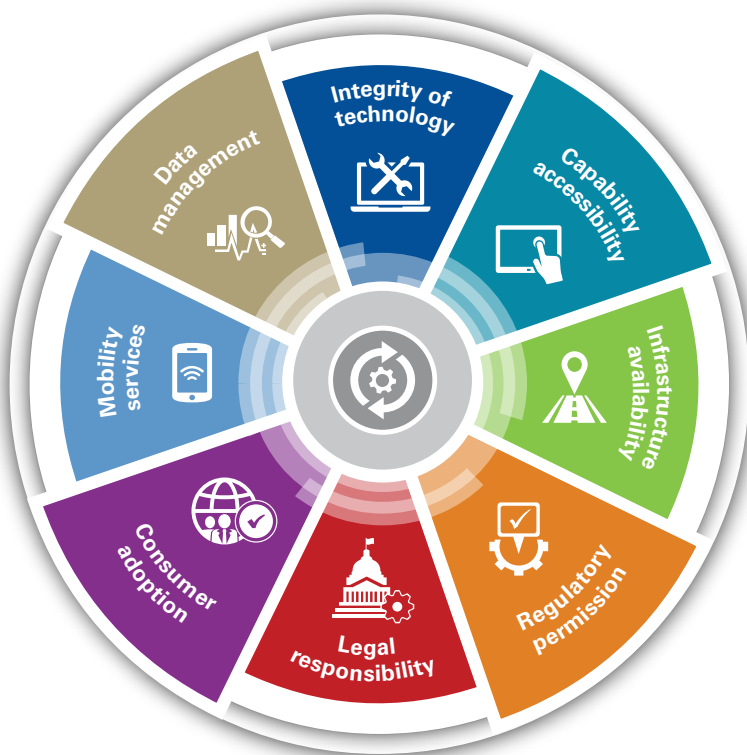 Integrity of
technology
Capability
accessibility
Infrastructure
availability
Regulatory
permission
Legal
responsibility
Consumer
adoption
Mobility
services
Data
management